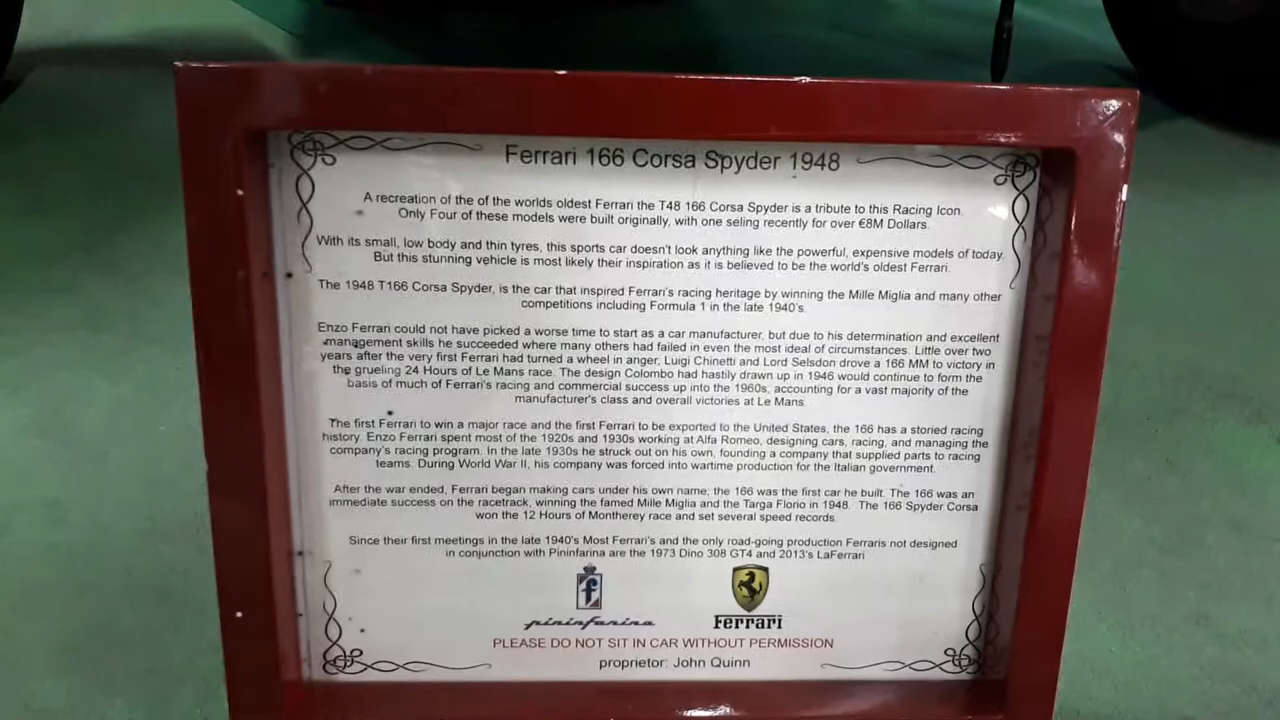 Ferrari 166 Corsa Spyder 1948
A recreation of the of the worlds oldest Ferrari the T48 166 Corsa Spyder is a tribute to this Racing Icon.
Only Four of these models were built originally, with one seling recently for over €8M Dollars.
With its small, low body and thin tyres, this sports car doesn't look anything like the powerful, expensive models of today.
But this stunning vehicle is most likely their inspiration as it is believed to be the world's oldest Ferrari.
The 1948 T166 Corsa Spyder, is the car that inspired Ferrari's racing heritage by winning the Mille Miglia and many other
competitions including Formula 1 in the late 1940's.
Enzo Ferrari could not have picked a worse time to start as a car manufacturer, but due to his determination and excellent
management skills he succeeded where many others had failed in even the most ideal of circumstances. Little over two
years after the very first Ferrari had turned a wheel in anger, Luigi Chinetti and Lord Selsdon drove a 166 MM to victory in
the grueling 24 Hours of Le Mans race. The design Colombo had hastily drawn up in 1946 would continue to form the
basis of much of Ferrari's racing and commercial success up into the 1960s, accounting for a vast majority of the
manufacturer's class and overall victories at Le Mans.
The first Ferrari to win a major race and the first Ferrari to be exported to the United States, the 166 has a storied racing
history. Enzo Ferrari spent most of the 1920s and 1930s working at Alfa Romeo, designing cars, racing, and managing the
company's racing program. In the late 1930s he struck out on his own, founding a company that supplied parts to racing
teams. During World War II, his company was forced into wartime production for the Italian government.
After the war ended, Ferrari began making cars under his own name; the 166 was the first car he built. The 166 was an
immediate success on the racetrack, winning the famed Mille Miglia and the Targa Florio in 1948. The 166 Spyder Corsa
won the 12 Hours of Montherey race and set several speed records.
Since their first meetings in the late 1940's Most Ferrari's and the only road-going production Ferraris not designed
in conjunction with Pininfarina are the 1973 Dino 308 GT4 and 2013's LaFerrari
f
pininfarina
Ferrari
PLEASE DO NOT SIT IN CAR WITHOUT PERMISSION
proprietor: John Quinn